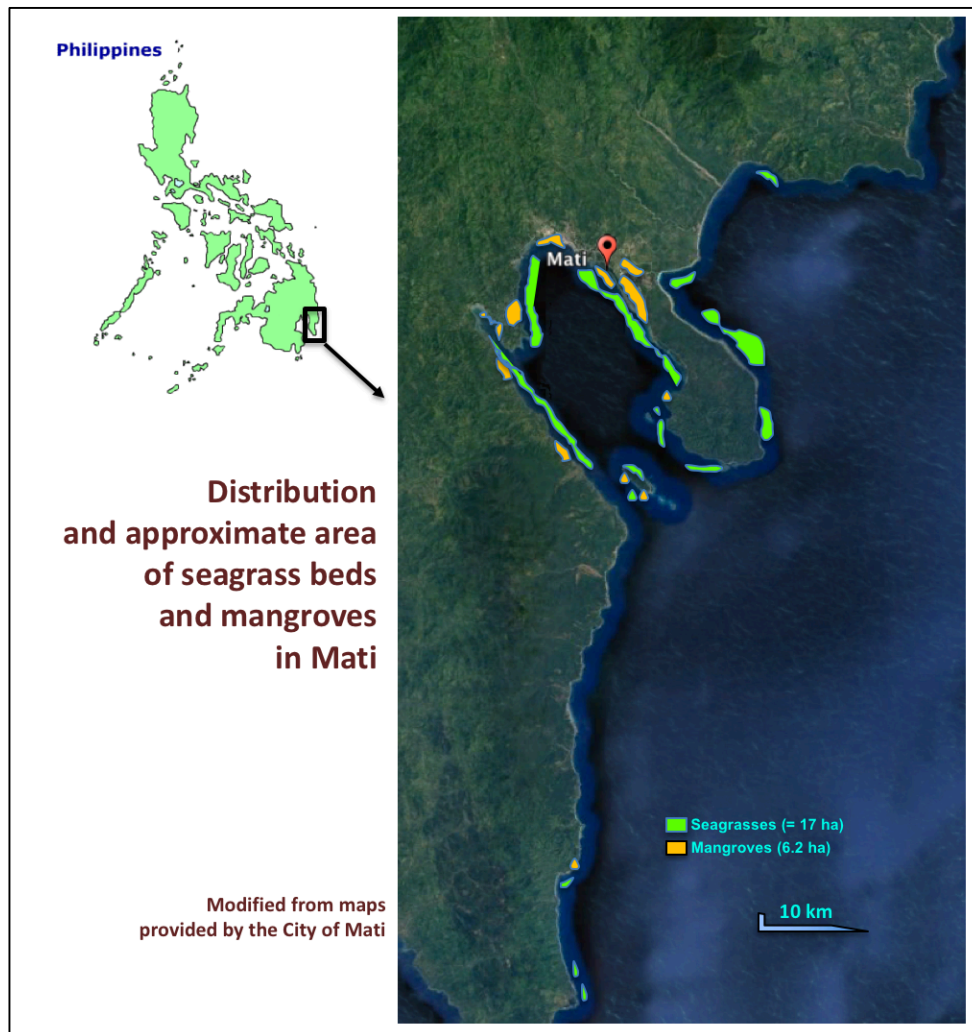 Philippines
Mati
Distribution
and approximate area
of seagrass beds
and mangroves
in Mati
Seagrasses (= 17 ha)
Mangroves (6.2 ha)
Modified from maps
provided by the City of Mati
10 km